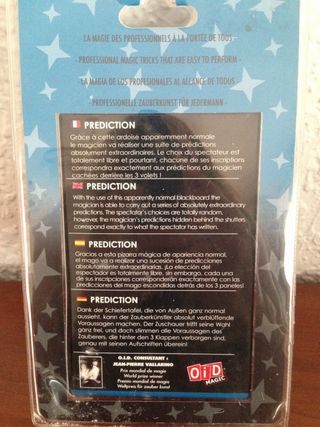 - LA MAGIE DES PROFESSIONNELS À LA PORTÉE DE TOUS -
- PROFESSIONAL MAGIC TRICKS THAT ARE EASY TO PERFORM -
- LA MAGIA DE LOS PROFESIONALES AL ALCANCE DE TODOS -
- PROFESSIONELLE ZAUBERKUNST FÜR JEDERMANN -
PREDICTION
Grâce à cette ardoise apparemment normale
le magicien va réaliser une suite de prédictions
absolument extraordinaires. Le choix du spectateur est
totalement libre et pourtant, chacune de ses inscriptions
correspondra exactement aux prédictions du magicien
cachées derrière les 3 volets !
PREDICTION
With the use of this apparently normal blackboard the
magician is able to carry out a series of absolutely extraordinary
predictions. The spectator's choices are totally random,
however, the magician's predictions hidden behind the shutters
correspond exactly to what the spectator has written.
PREDICTION
Gracias a esta pizarra mágica de apariencia normal,
el mago va a realizar una sucesión de predicciones
absolutamente extraordinarias. ¡La elección del
espectador es totalmente libre, sin embargo, cada una
de sus inscripciones corresponderán exactamente con las
predicciones del mago escondidas detrás de los 3 paneles!
PREDICTION
Dank der Schiefertafel, die von Außen ganz normal
aussieht, kann der Zauberkünstler absolut verblüffende
Voraussagen machen. Der Zuschauer trifft seine Wahl
ganz frei, und doch stimmen alle Voraussagen des
Zauberers, die hinter den 3 Klappen verborgen sind,
genau mit seinen Aufschriften überein!
O.I.D. CONSULTANT :
JEAN-PIERRE VALLARINO
Prix mondial de magie
World prize winner
Premio mundial de magia
Weltpreis für zauber kunst
OiD
MAGIC